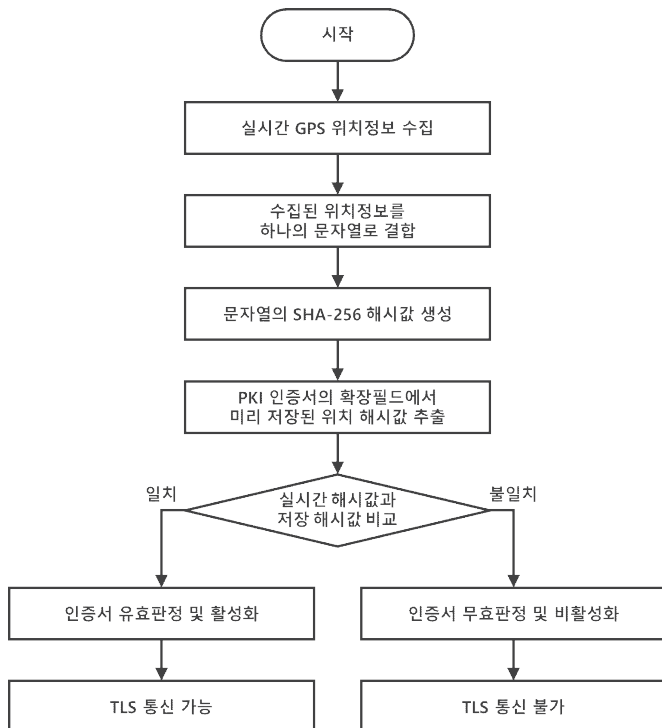 시작
실시간 GPS 위치정보 수집
수집된 위치정보를
하나의 문자열로 결합
문자열의 SHA-256 해시값 생성
PKI 인증서의 확장필드에서
미리 저장된 위치 해시값 추출
실시간 해시값과
저장 해시값 비교
일치
불일치
인증서 유효판정 및 활성화
인증서 무효판정 및 비활성화
TLS 통신 가능
TLS 통신 불가